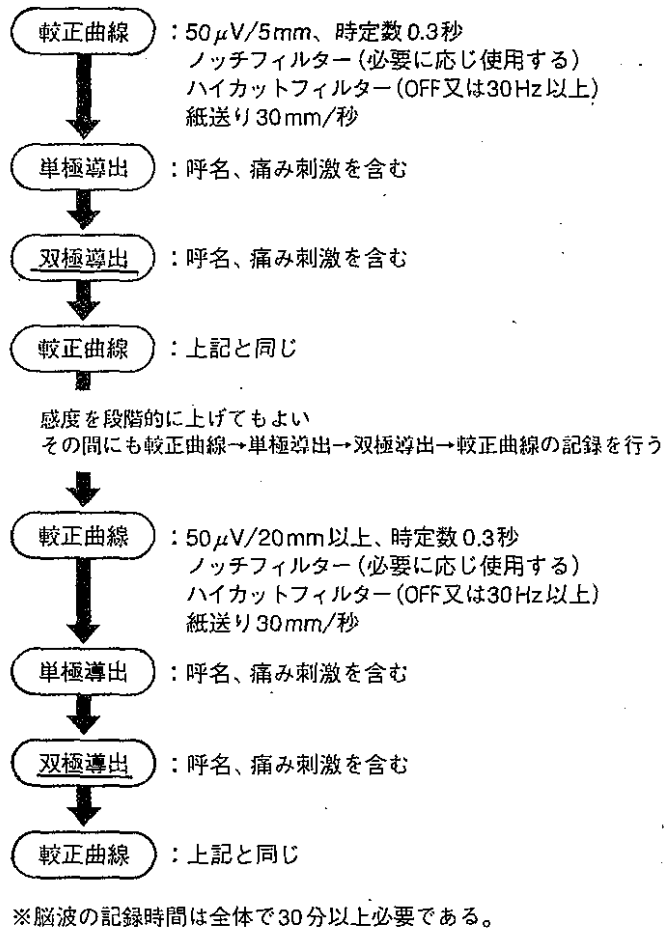 較正曲線：50μV/5mm、時定数0.3秒
ノッチフィルター(必要に応じ使用する)
ハイカットフィルター(OFF又は30Hz以上)
紙送り30mm/秒
単極導出：呼名、痛み刺激を含む
双極導出：呼名、痛み刺激を含む
較正曲線：上記と同じ
感度を段階的に上げてもよい
その間にも較正曲線→単極導出→双極導出→較正曲線の記録を行う
較正曲線：50μV/20mm以上、時定数0.3秒
ノッチフィルター(必要に応じ使用する)
ハイカットフィルター(OFF又は30Hz以上)
紙送り30mm/秒
単極導出：呼名、痛み刺激を含む
双極導出：呼名、痛み刺激を含む
較正曲線：上記と同じ
※脳波の記録時間は全体で30分以上必要である。